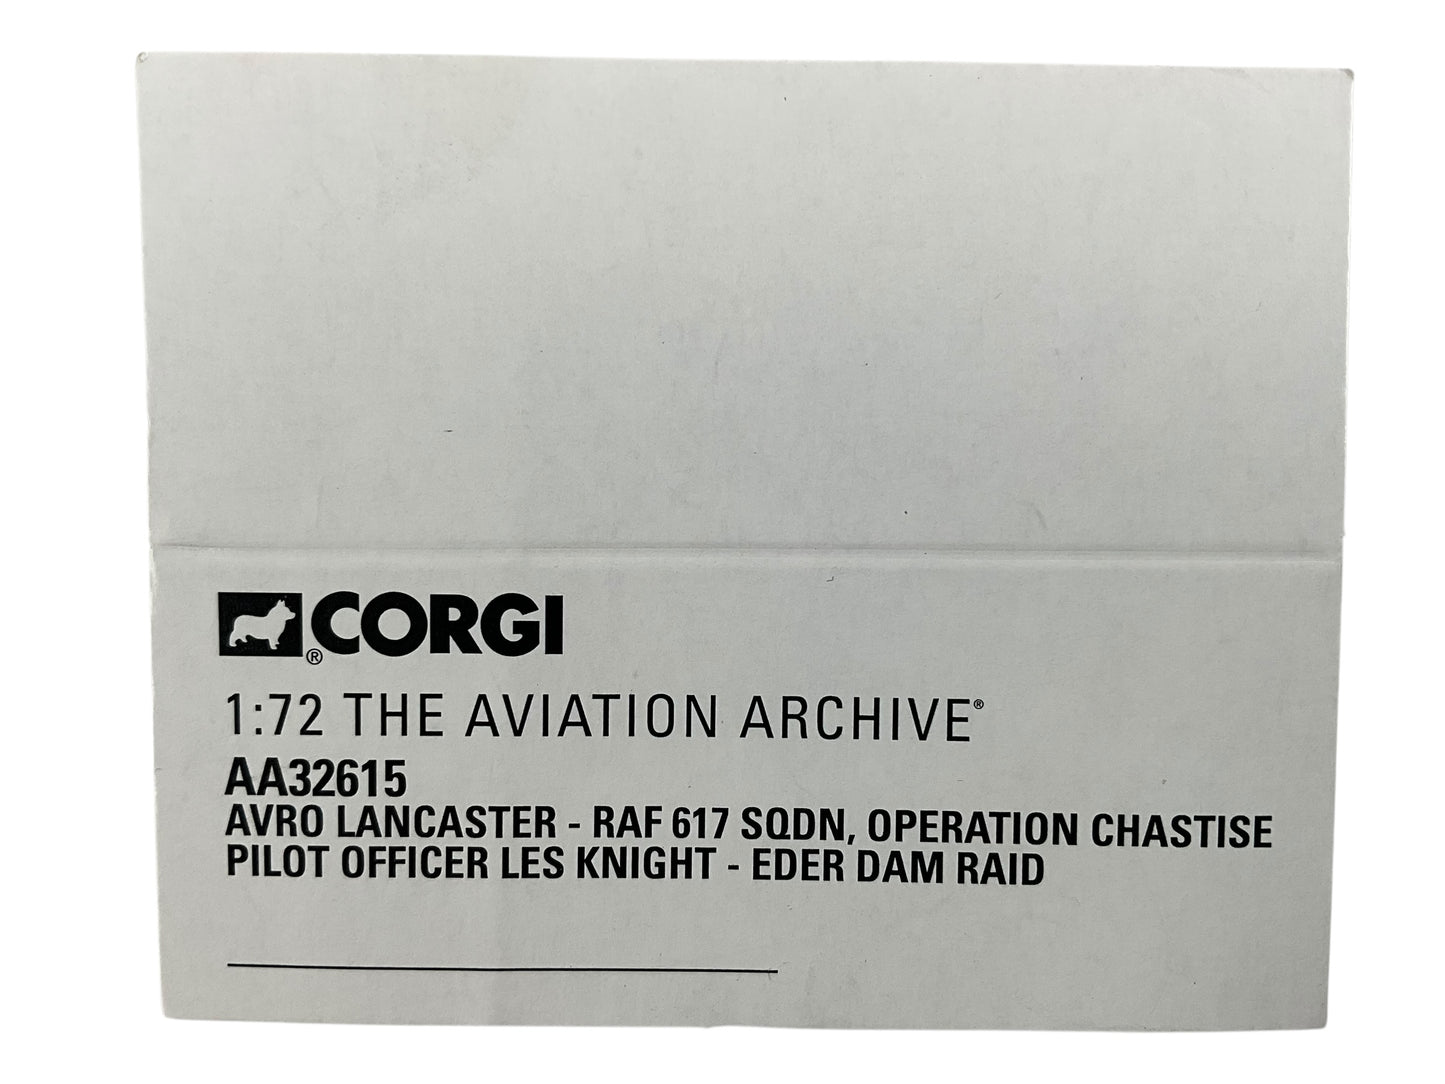 ® CORGI
1:72 THE AVIATION ARCHIVE®
AA32615
AVRO LANCASTER - RAF 617 SQDN, OPERATION CHASTISE
PILOT OFFICER LES KNIGHT - EDER DAM RAID